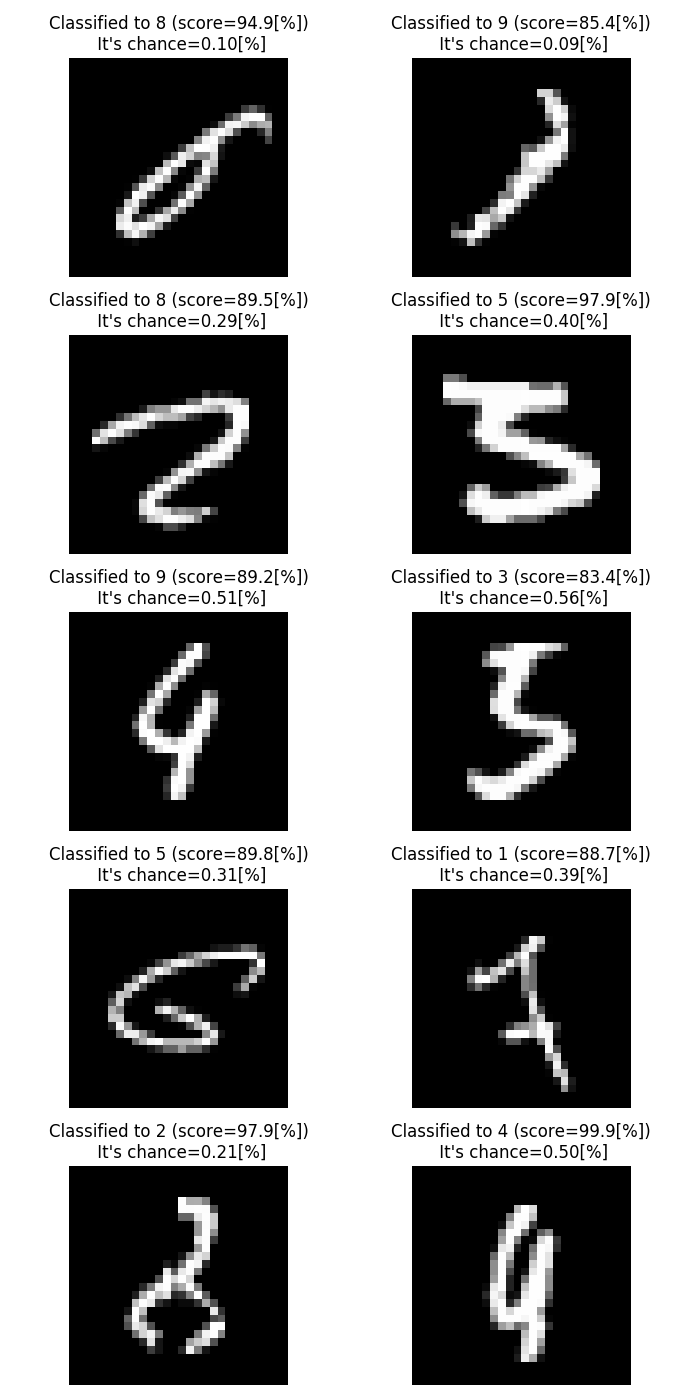 Classified to 8 (score=94.9[%])
It's chance=0.10[%]
Classified to 9 (score=85.4[%])
It's chance=0.09[%]
Classified to 8 (score=89.5[%])
It's chance=0.29[%]
Classified to 5 (score=97.9[%])
It's chance=0.40[%]
Classified to 9 (score=89.2[%])
It's chance=0.51[%]
4
Classified to 3 (score=83.4[%])
It's chance=0.56[%]
Classified to 5 (score=89.8[%])
It's chance=0.31[%]
Classified to 1 (score=88.7[%])
It's chance=0.39[%]
Classified to 2 (score=97.9[%])
It's chance=0.21[%]
Classified to 4 (score=99.9[%])
It's chance=0.50[%]